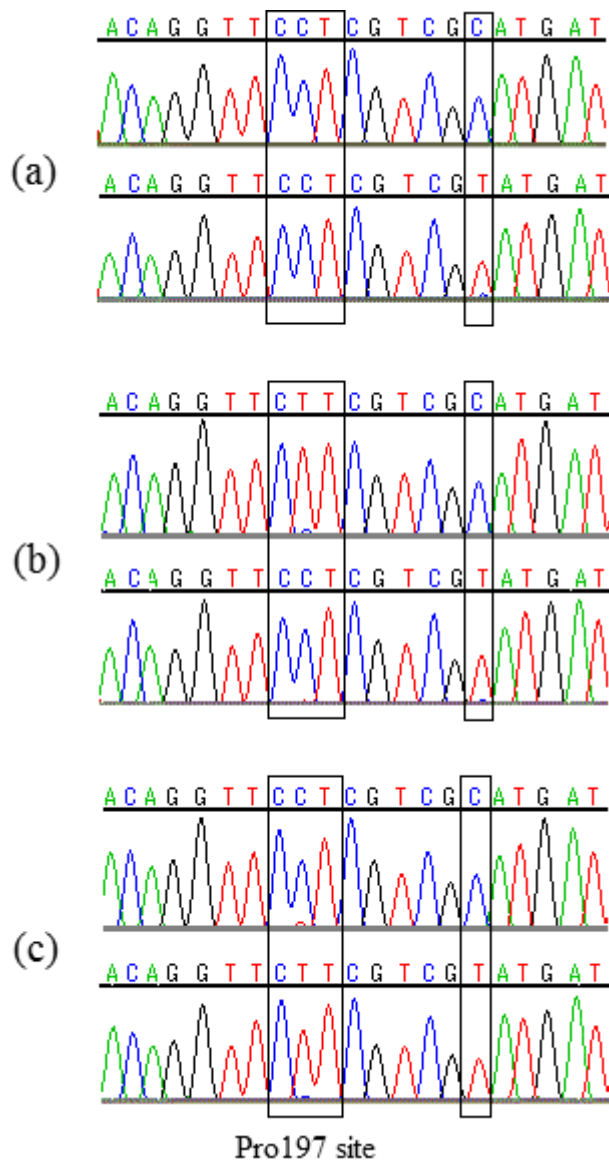 A C A G G T T C C T C G T C G C A T G A T
(a)
A C A G G T T C C T C G T C G T A T G A T
A C A G G T T C T T C G T C G C A T G A T
(b)
A C A G G T T C C T C G T C G T A T G A T
A C A G G T T C C T C G T C G C A T G A T
(c)
A C A G G T T C T T C G T C G T A T G A T
Pro197 site